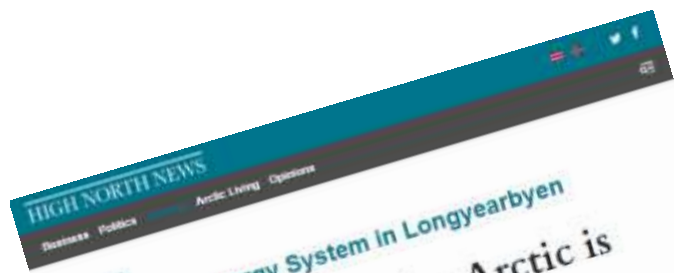 HIGH NORTH NEWS
Business Politics Arctic Living Opinions
System in Longyearbyen
Arctic is